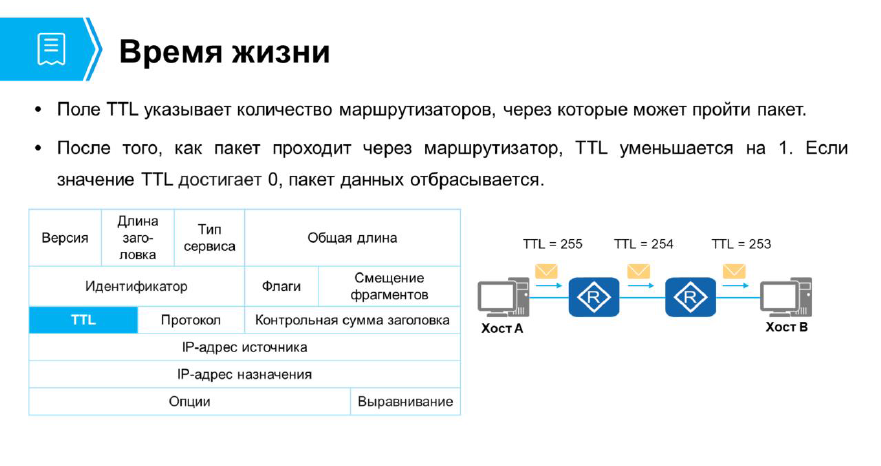 Время жизни
• Поле TTL указывает количество маршрутизаторов, через которые может пройти пакет.
• После того, как пакет проходит через маршрутизатор, TTL уменьшается на 1. Если
значение TTL достигает 0, пакет данных отбрасывается.
Версия
Длина
заго-
ловка
Тип
сервиса
Общая длина
Идентификатор
Флаги
Смещение
фрагментов
TTL
Протокол
Контрольная сумма заголовка
IP-адрес источника
IP-адрес назначения
Опции
Выравнивание
TTL = 255
TTL = 254
TTL = 253
R
R
Хост A
Хост B